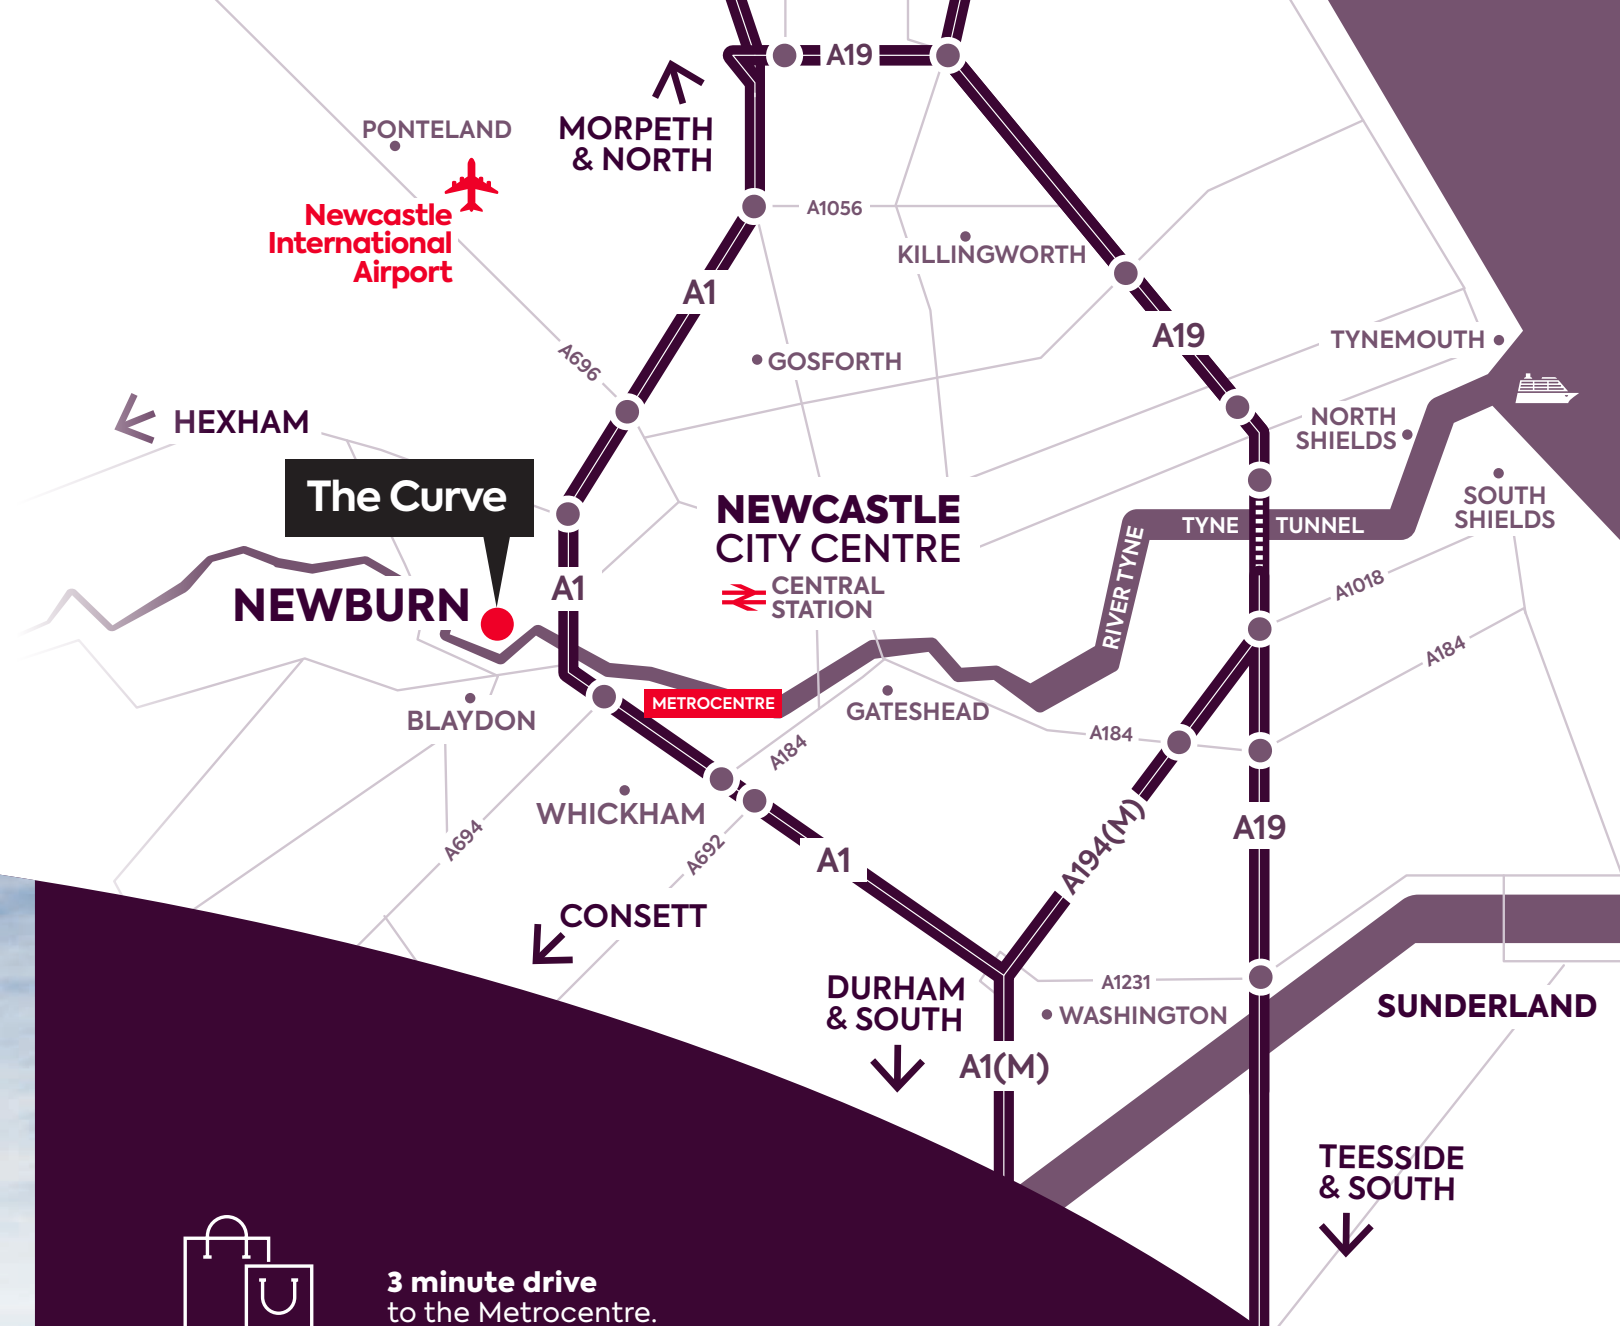 A19
PONTELAND
MORPETH
& NORTH
Newcastle
International
Airport
A1056
KILLINGWORTH
A1
A19
TYNEMOUTH
A696
GOSFORTH
HEXHAM
NORTH
SHIELDS
The Curve
NEWCASTLE
CITY CENTRE
SOUTH
SHIELDS
TYNE TUNNEL
RIVER TYNE
A1
CENTRAL
STATION
A1018
NEWBURN
A184
METROCENTRE
BLAYDON
GATESHEAD
A184
A184
WHICKHAM
A694
A692
A1
A194(M)
A19
CONSETT
DURHAM
& SOUTH
A1231
WASHINGTON
SUNDERLAND
A1(M)
TEESSIDE
& SOUTH
3 minute drive
to the Metrocentre.